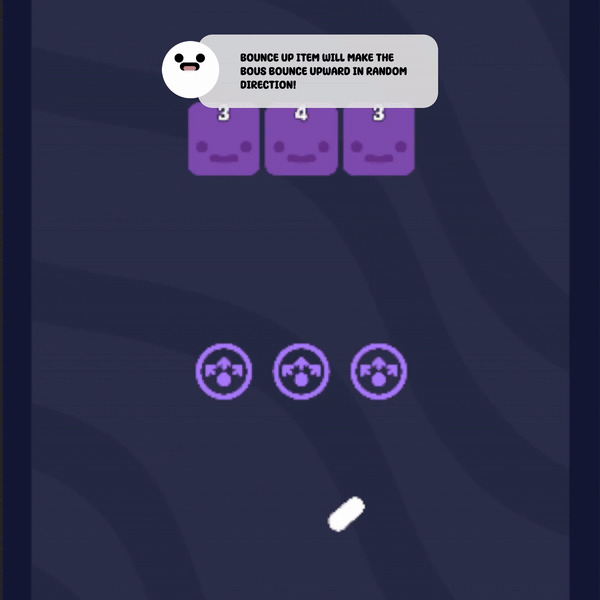 BOUNCE UP ITEM WILL MAKE THE
BOUS BOUNCE UPWARD IN RANDOM
DIRECTION!
3 4 3